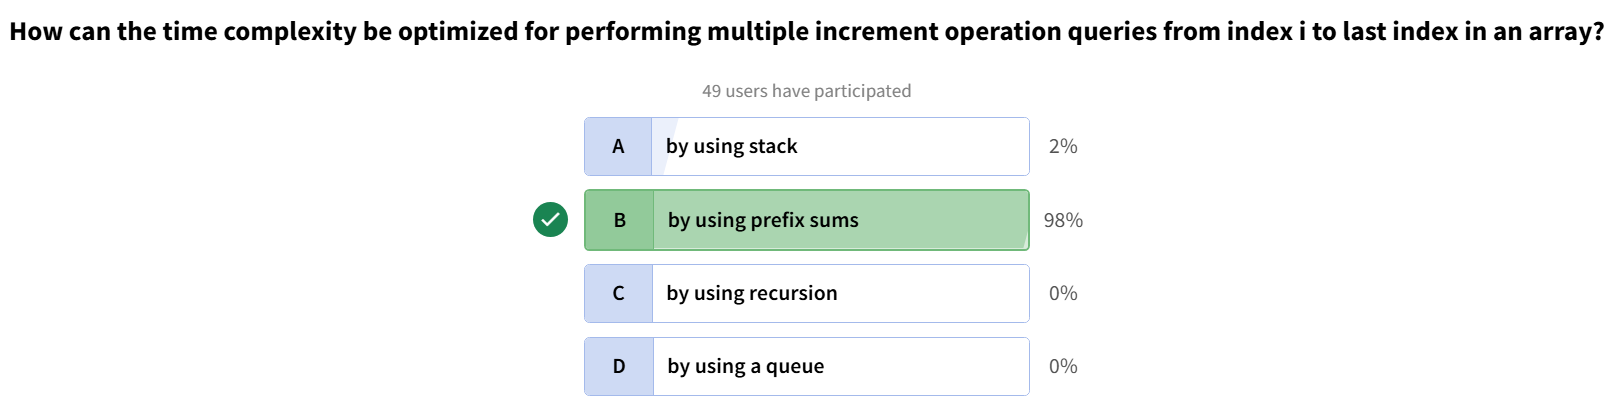 How can the time complexity be optimized for performing multiple increment operation queries from index i to last index in an array?
49 users have participated
A by using stack 2%
B by using prefix sums 98%
C by using recursion 0%
D by using a queue 0%